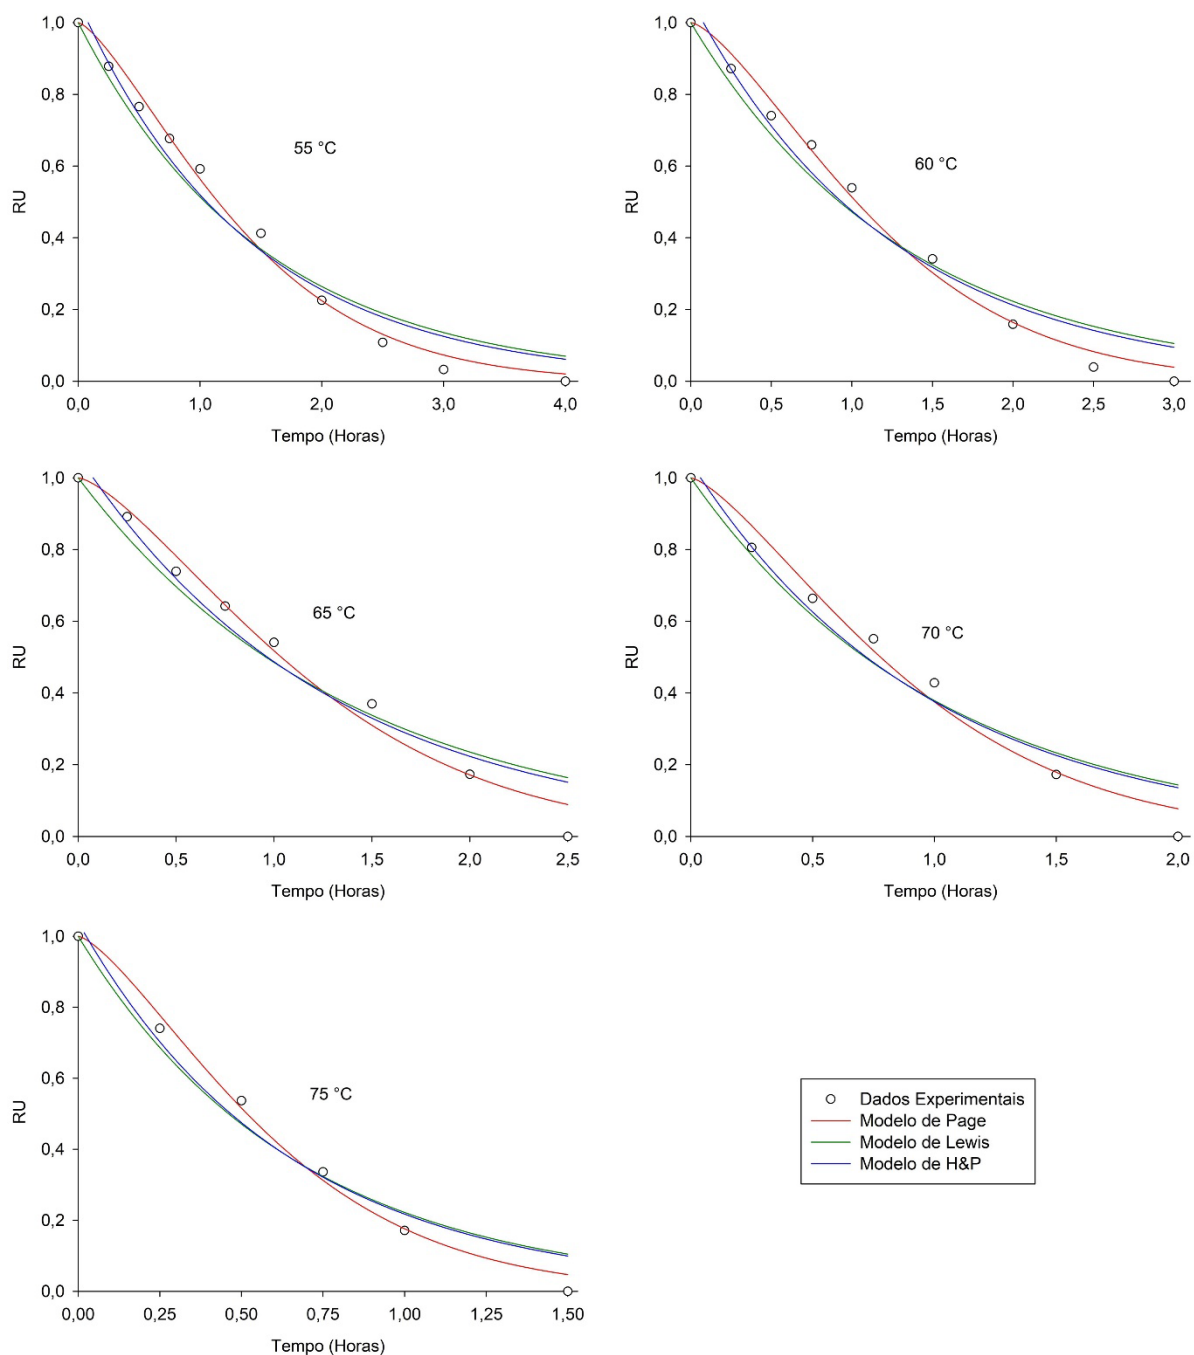 1,0
0,8
0,6
0,4
0,2
0,0
RU
55 °C
0,0 1,0 2,0 3,0 4,0
Tempo (Horas)
1,0
0,8
0,6
0,4
0,2
0,0
RU
60 °C
0,0 0,5 1,0 1,5 2,0 2,5 3,0
Tempo (Horas)
1,0
0,8
0,6
0,4
0,2
0,0
RU
65 °C
0,0 0,5 1,0 1,5 2,0 2,5
Tempo (Horas)
1,0
0,8
0,6
0,4
0,2
0,0
RU
70 °C
0,0 0,5 1,0 1,5 2,0
Tempo (Horas)
1,0
0,8
0,6
0,4
0,2
0,0
RU
75 °C
0,00 0,25 0,50 0,75 1,00 1,25 1,50
Tempo (Horas)
Dados Experimentais
Modelo de Page
Modelo de Lewis
Modelo de H&P